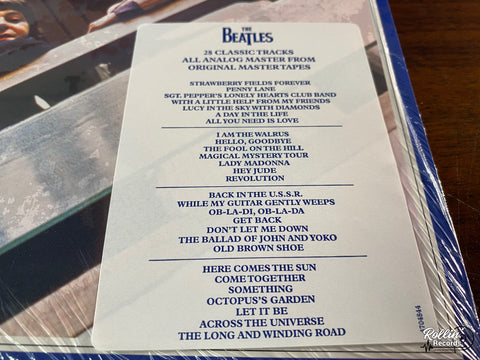 THE
BEATLES
28 CLASSIC TRACKS
ALL ANALOG MASTER FROM
ORIGINAL MASTER TAPES
STRAWBERRY FIELDS FOREVER
PENNY LANE
SGT. PEPPER'S LONELY HEARTS CLUB BAND
WITH A LITTLE HELP FROM MY FRIENDS
LUCY IN THE SKY WITH DIAMONDS
A DAY IN THE LIFE
ALL YOU NEED IS LOVE
I AM THE WALRUS
HELLO, GOODBYE
THE FOOL ON THE HILL
MAGICAL MYSTERY TOUR
LADY MADONNA
HEY JUDE
REVOLUTION
BACK IN THE U.S.S.R.
WHILE MY GUITAR GENTLY WEEPS
OB-LA-DI, OB-LA-DA
GET BACK
DON'T LET ME DOWN
THE BALLAD OF JOHN AND YOKO
OLD BROWN SHOE
HERE COMES THE SUN
COME TOGETHER
SOMETHING
OCTOPUS'S GARDEN
LET IT BE
ACROSS THE UNIVERSE
THE LONG AND WINDING ROAD
Rollin'
Records